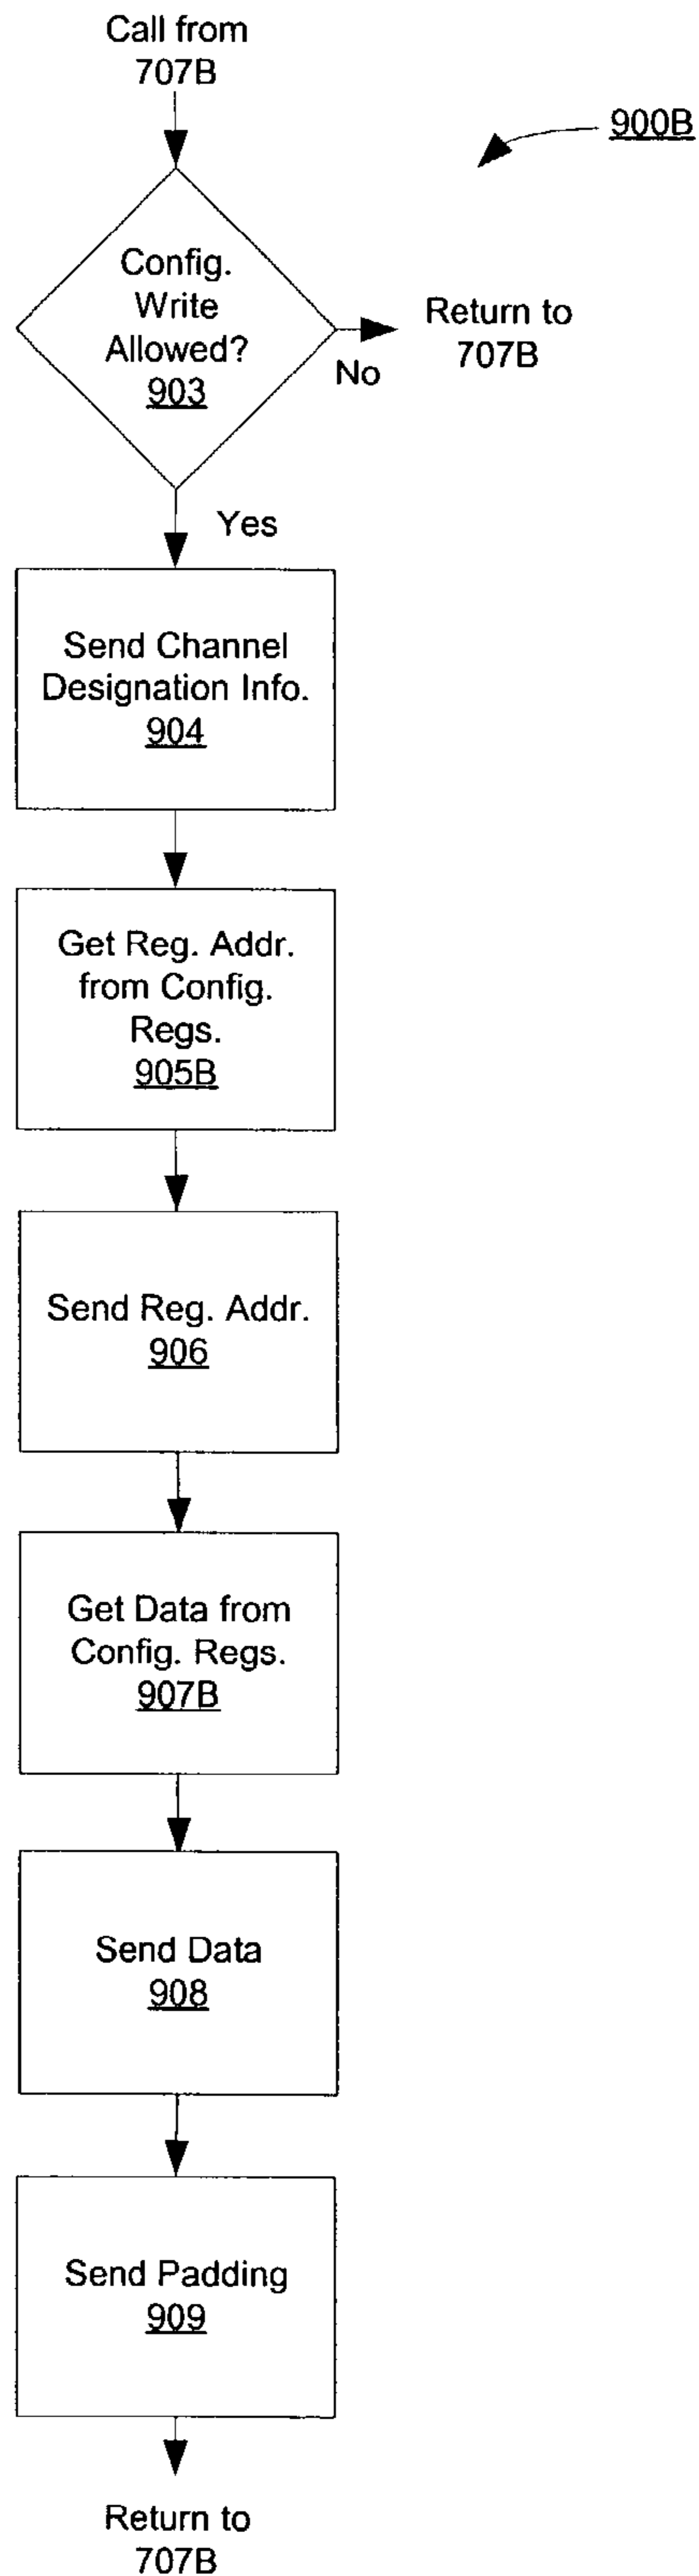 Call from
707B
900B
Config.
Write
Allowed?
903
Return to
707B
No
Yes
Send Channel
Designation Info.
904
Get Reg. Addr.
from Config.
Regs.
905B
Send Reg. Addr.
906
Get Data from
Config. Regs.
907B
Send Data
908
Send Padding
909
Return to
707B